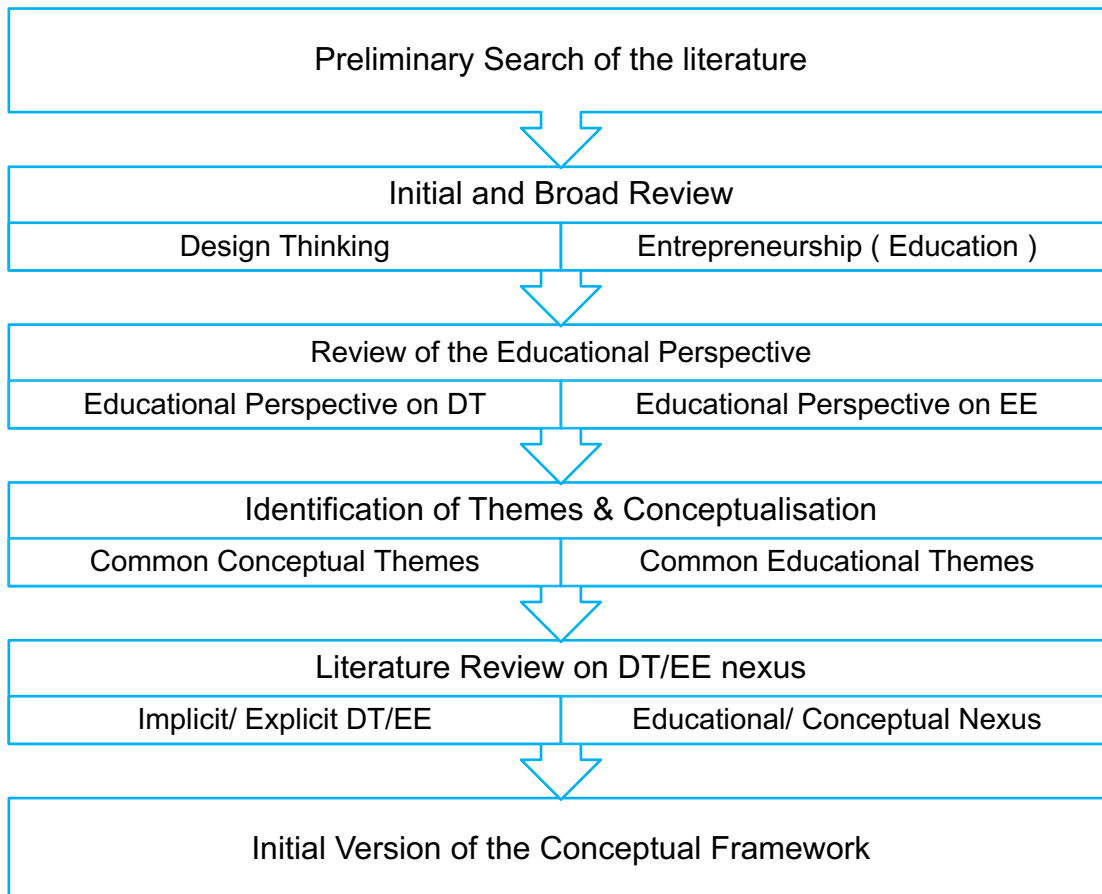 Preliminary Search of the literature
Initial and Broad Review
Design Thinking
Entrepreneurship ( Education )
Review of the Educational Perspective
Educational Perspective on DT
Educational Perspective on EE
Identification of Themes & Conceptualisation
Common Conceptual Themes
Common Educational Themes
Literature Review on DT/EE nexus
Implicit/ Explicit DT/EE
Educational/ Conceptual Nexus
Initial Version of the Conceptual Framework